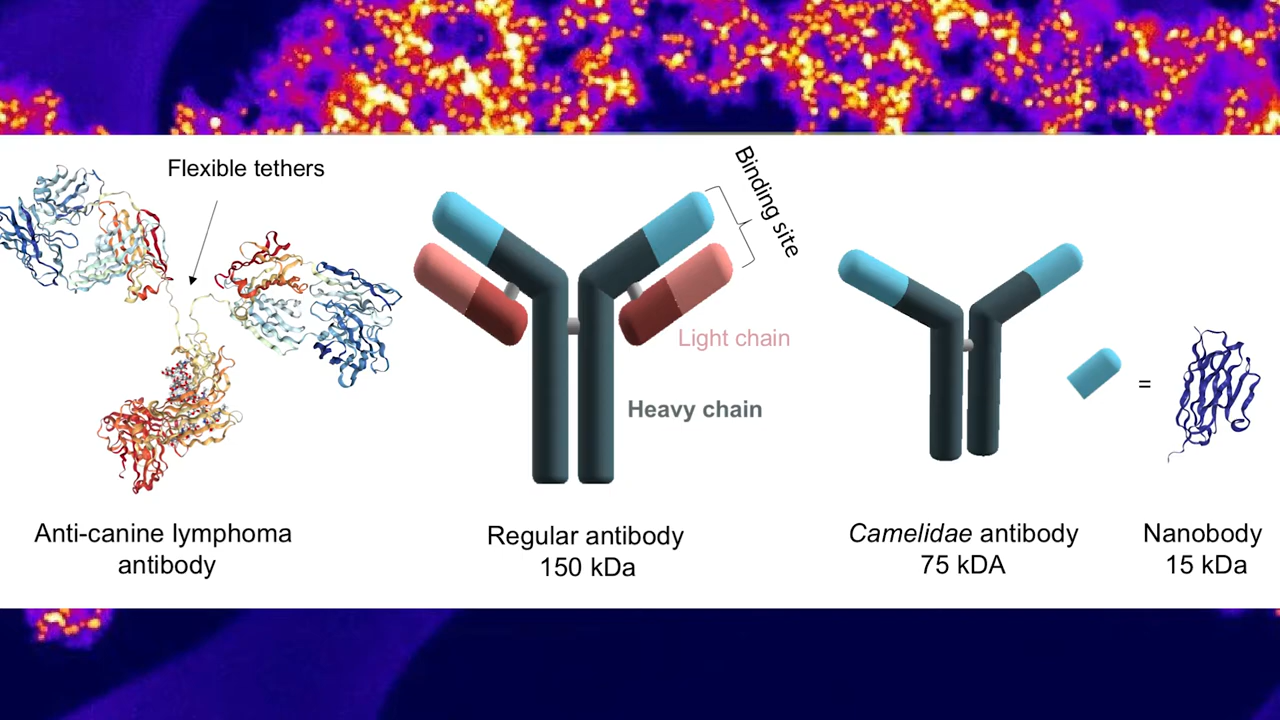 Flexible tethers
Binding site
Light chain
Heavy chain
=
Anti-canine lymphoma
antibody
Regular antibody
150 kDa
Camelidae antibody
75 kDA
Nanobody
15 kDa